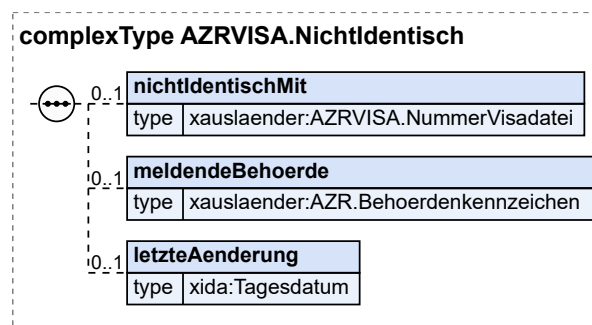 complexType AZRVISA.NichtIdentisch
0..1
nichtIdentischMit
type xauslaender:AZRVISA.NummerVisadatei
0..1
meldendeBehoerde
type xauslaender:AZR.Behoerdenkennzeichen
0..1
letzteAenderung
type xida:Tagesdatum